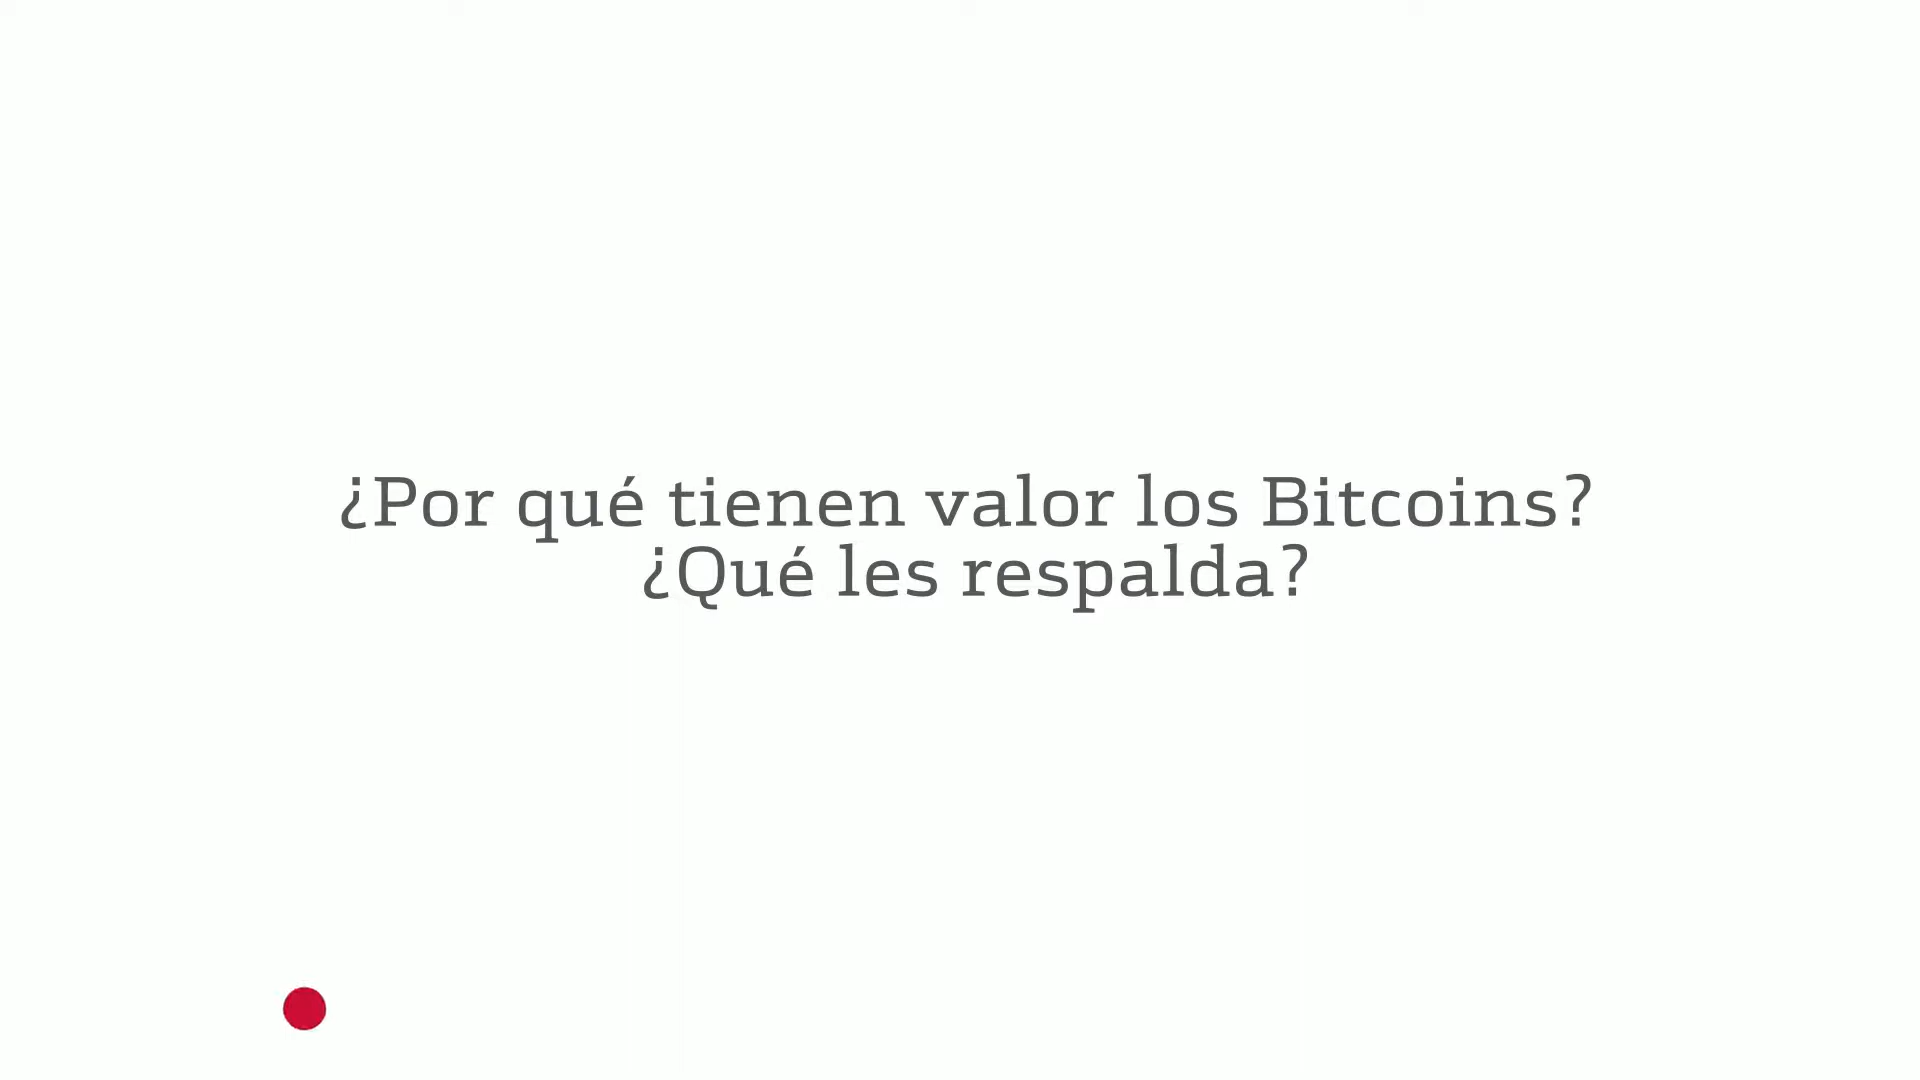 ¿Por qué tienen valor los Bitcoins?
¿Qué les respalda?